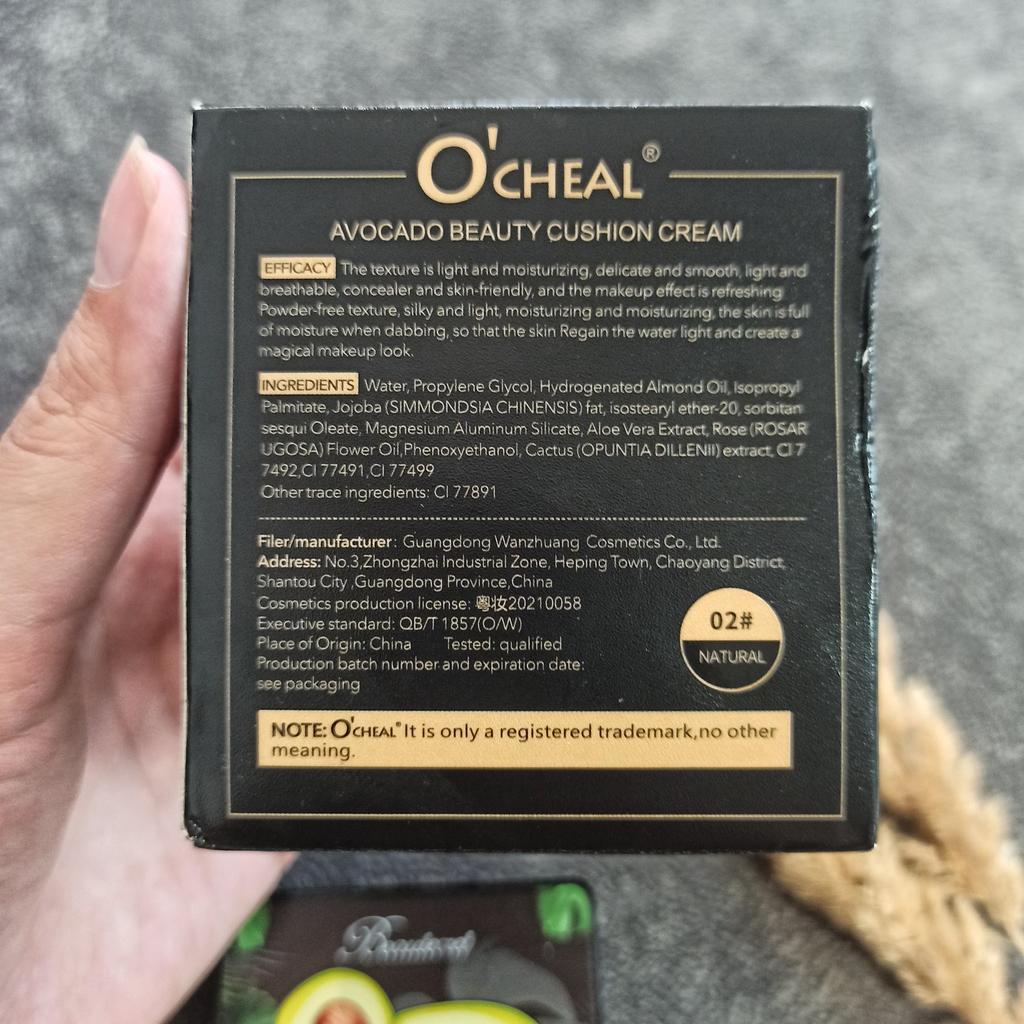 O'CHEAL®
AVOCADO BEAUTY CUSHION CREAM
EFFICACY The texture is light and moisturizing, delicate and smooth, light and
breathable, concealer and skin-friendly, and the makeup effect is refreshing
Powder-free texture, silky and light, moisturizing and moisturizing, the skin is full
of moisture when dabbing, so that the skin Regain the water light and create a
magical makeup look.
INGREDIENTS Water, Propylene Glycol, Hydrogenated Almond Oil, Isopropyl
Palmitate, Jojoba (SIMMONDSIA CHINENSIS) fat, isostearyl ether-20, sorbitan
sesqui Oleate, Magnesium Aluminum Silicate, Aloe Vera Extract, Rose (ROSAR
UGOSA) Flower Oil,Phenoxyethanol, Cactus (OPUNTIA DILLENII) extract, CI 7
7492,CI 77491,CI 77499
Other trace ingredients: CI 77891
Filer/manufacturer: Guangdong Wanzhuang Cosmetics Co., Ltd.
Address: No.3,Zhongzhai Industrial Zone, Heping Town, Chaoyang District,
Shantou City ,Guangdong Province,China
Cosmetics production license: 粤妆20210058
Executive standard: QB/T 1857(O/W)
Place of Origin: China Tested: qualified
Production batch number and expiration date:
see packaging
02#
NATURAL
NOTE: O'CHEAL® It is only a registered trademark,no other
meaning.